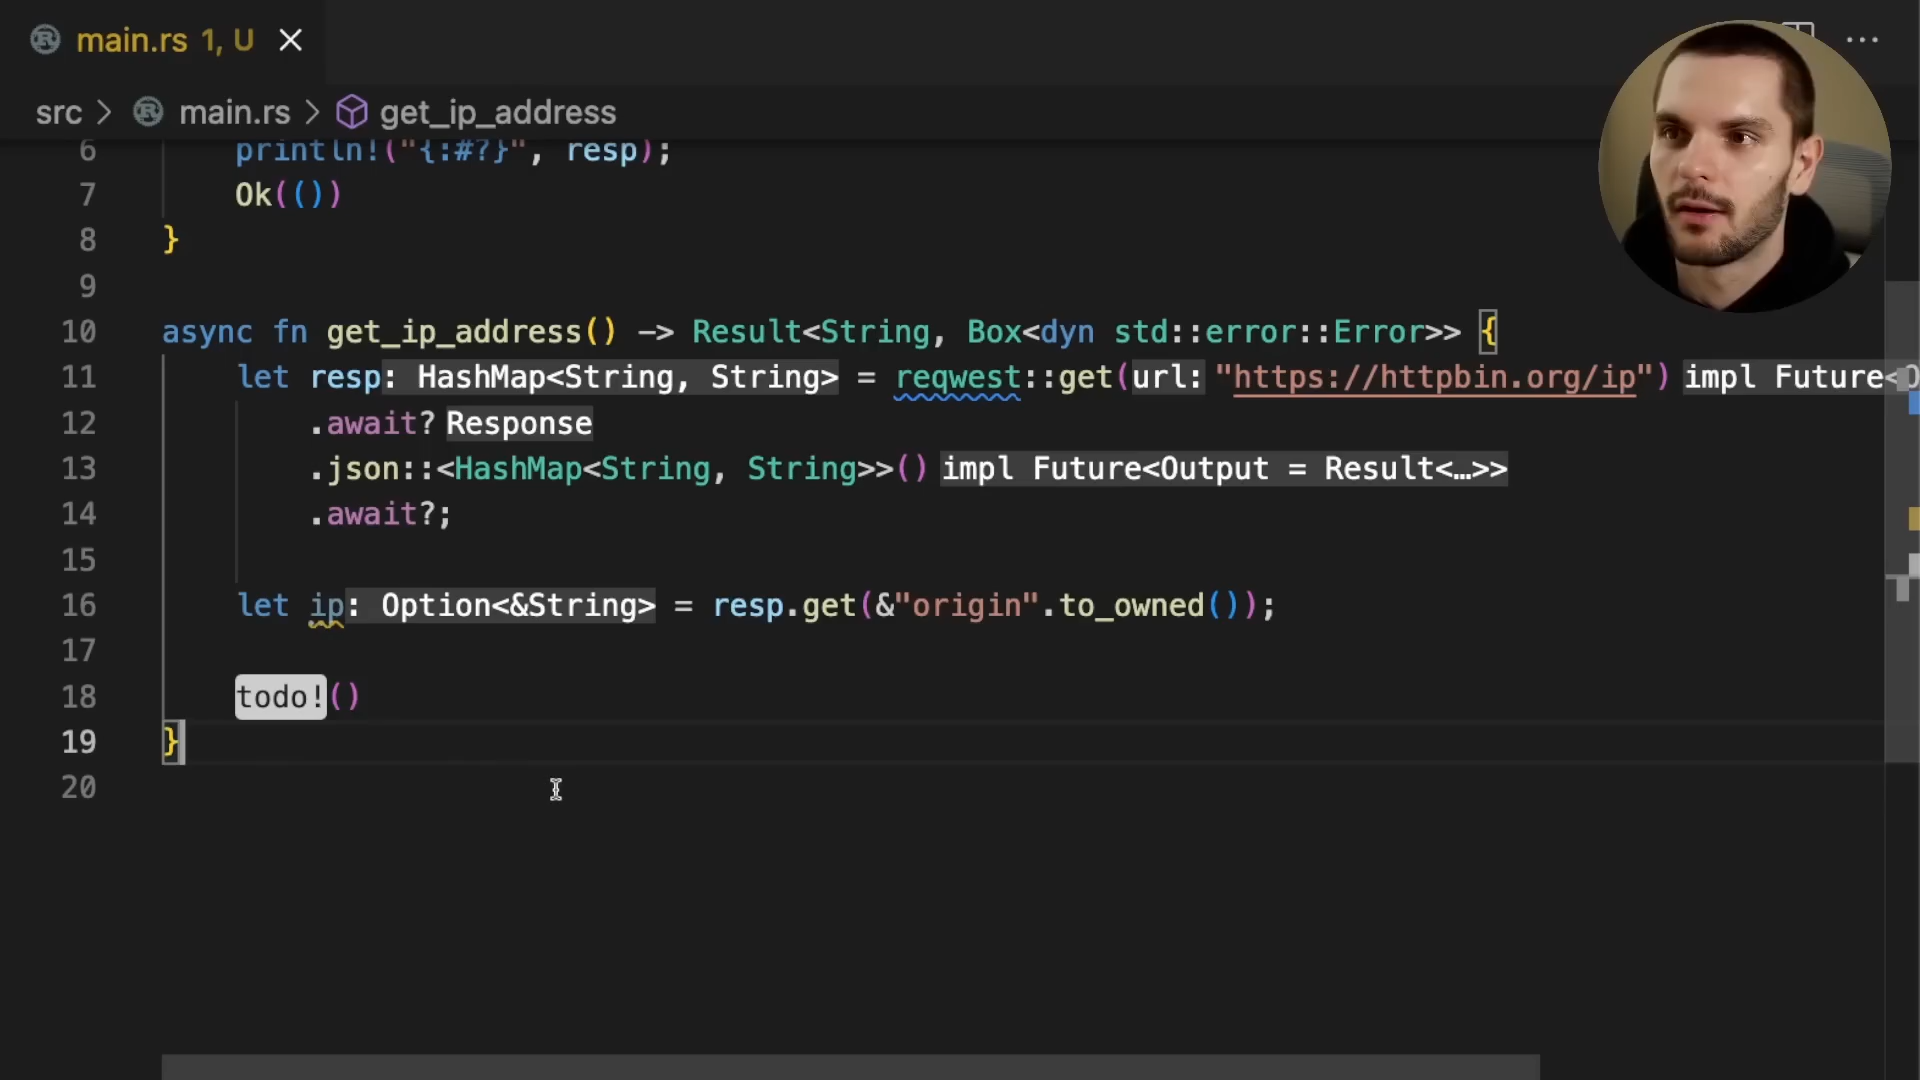 main.rs 1, U
src > main.rs > get_ip_address
6 println!("{:#?}", resp);
7 Ok(())
8 }
9
10 async fn get_ip_address() -> Result<String, Box<dyn std::error::Error>> {
11 let resp: HashMap<String, String> = reqwest::get(url: "https://httpbin.org/ip") impl Future<O
12 .await? Response
13 .json::<HashMap<String, String>>() impl Future<Output = Result<…>>
14 .await?;
15
16 let ip: Option<&String> = resp.get(&"origin".to_owned());
17
18 todo!()
19 }
20